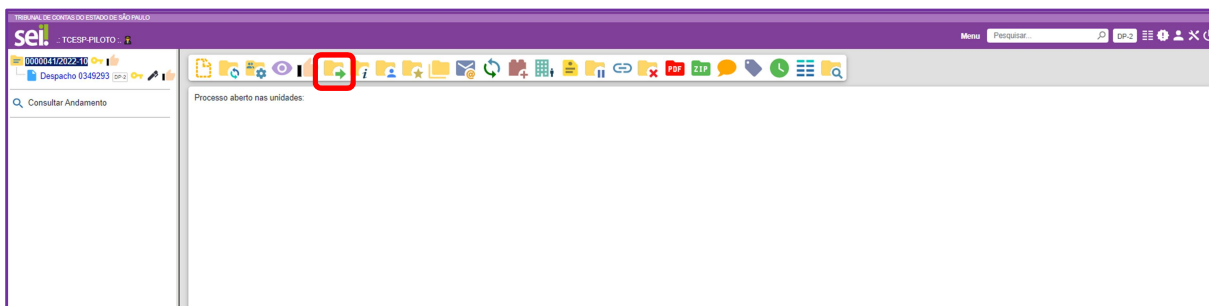 TRIBUNAL DE CONTAS DO ESTADO DE SÃO PAULO
sei! .: TCESP-PILOTO :.
Menu Pesquisar... DP-2
0000041/2022-10
Despacho 0349293 DP-2
Consultar Andamento
i
PDF ZIP
Processo aberto nas unidades: